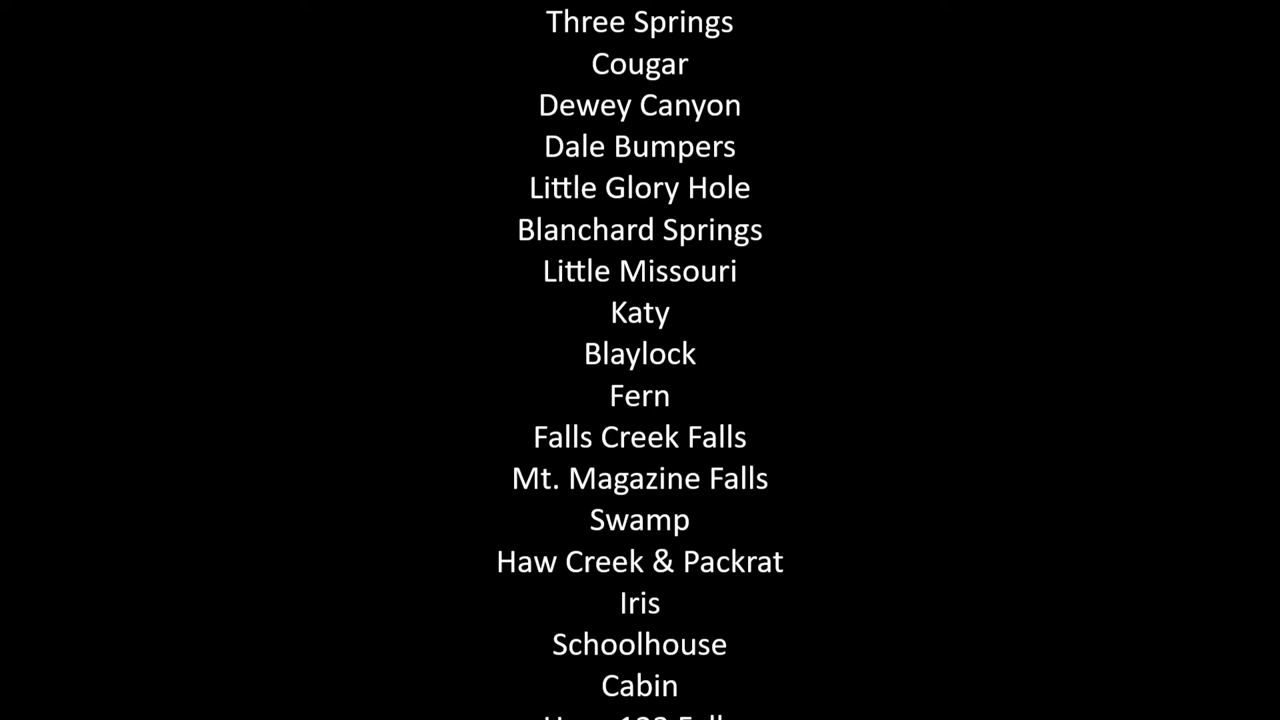 Three Springs
Cougar
Dewey Canyon
Dale Bumpers
Little Glory Hole
Blanchard Springs
Little Missouri
Katy
Blaylock
Fern
Falls Creek Falls
Mt. Magazine Falls
Swamp
Haw Creek & Packrat
Iris
Schoolhouse
Cabin